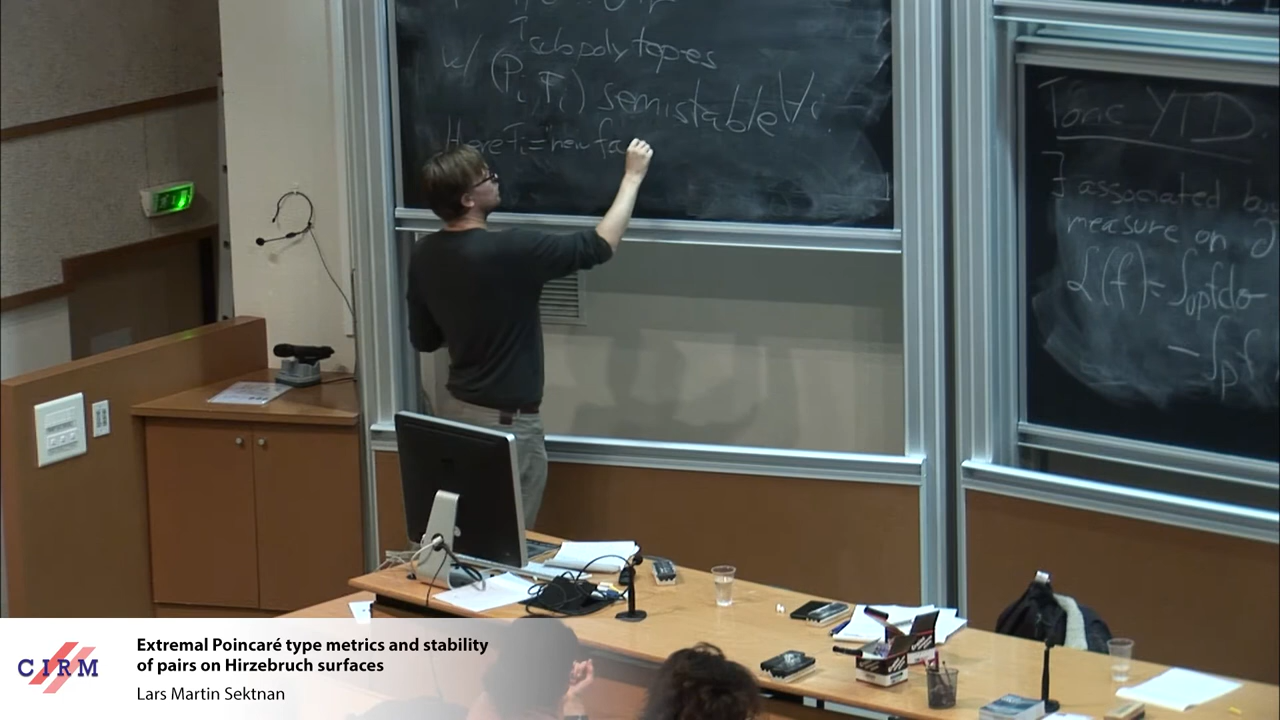 subpolytopes
w/ (Pᵢ, Fᵢ) semistable ∀i.
Here Fᵢ = new fa
Toric YTD
∃ associated
measure on ∂
L(f) = ∫∂P f dσ
- ∫P f
CIRM
Extremal Poincaré type metrics and stability
of pairs on Hirzebruch surfaces
Lars Martin Sektnan